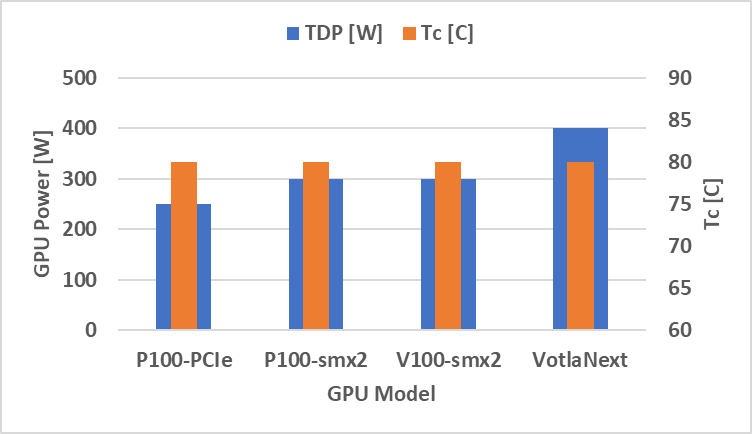 TDP [W] Tc [C]
500 90
400 85
300 80
200 75
100 70
0 65
60
GPU Power [W]
Tc [C]
P100-PCIe P100-smx2 V100-smx2 VotlaNext
GPU Model